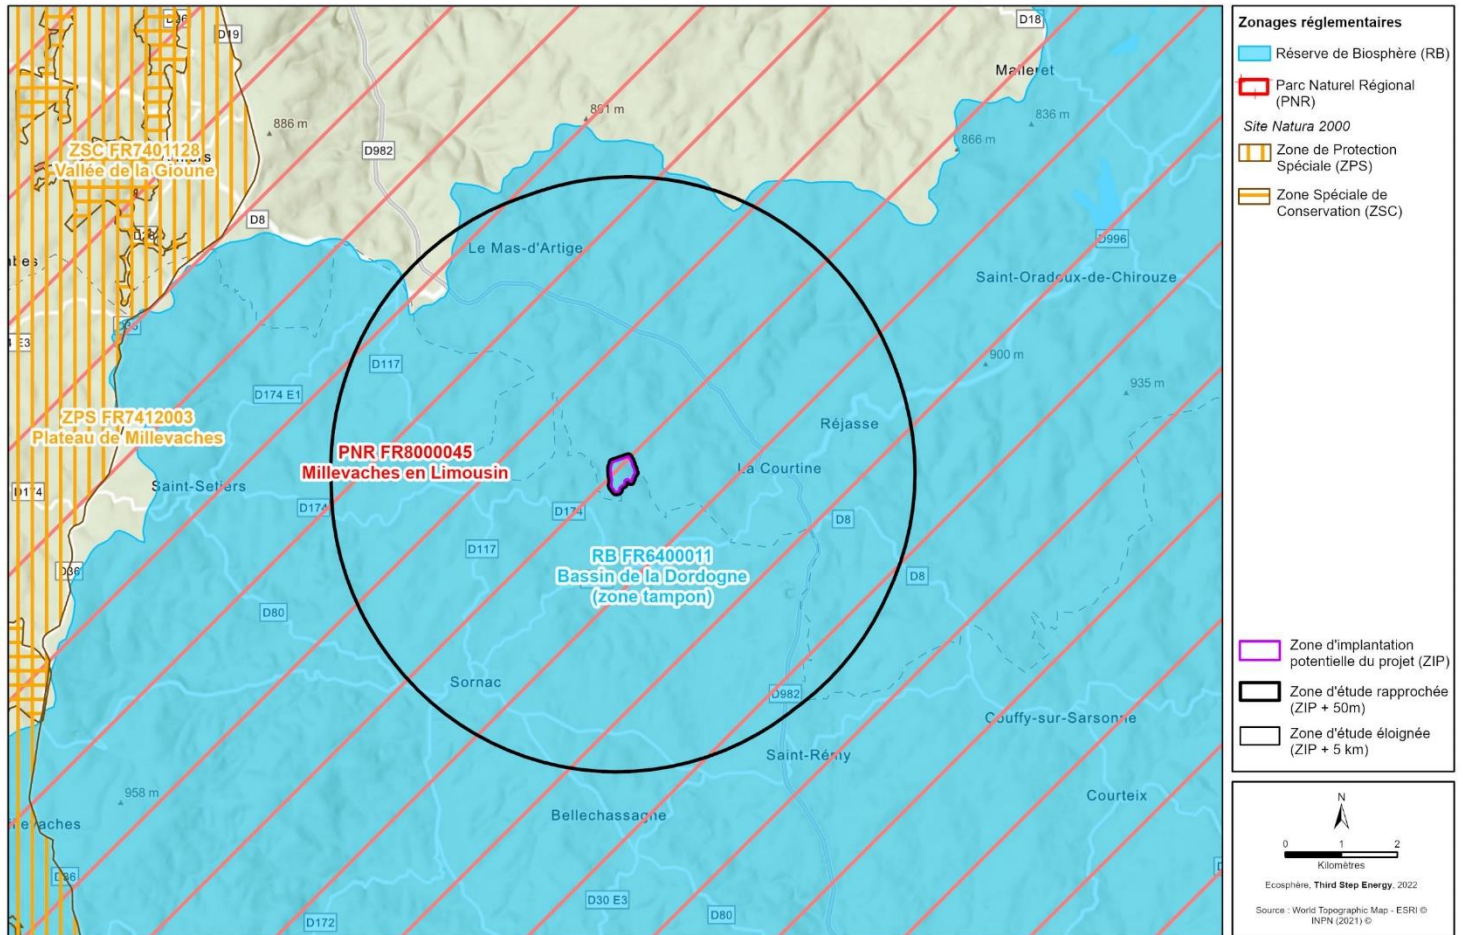 D36
D19
D18
Malleret
891 m
836 m
886 m
866 m
D982
ZSC FR7401128
Vallée de la Gioune
D8
D996
Le Mas-d'Artige
Saint-Oradoux-de-Chirouze
E3
900 m
D117
935 m
D174 E1
ZPS FR7412003
Plateau de Millevaches
Réjasse
PNR FR8000045
Millevaches en Limousin
La Courtine
Saint-Setiers
D174
D174
D174
D8
D117
RB FR6400011
Bassin de la Dordogne
(zone tampon)
D36
D8
D80
Sornac
D982
Couffy-sur-Sarsonne
Saint-Rémy
958 m
Courteix
Bellechassagne
D36
D30 E3
D80
D172
Zonages réglementaires
Réserve de Biosphère (RB)
Parc Naturel Régional
(PNR)
Site Natura 2000
Zone de Protection
Spéciale (ZPS)
Zone Spéciale de
Conservation (ZSC)
Zone d'implantation
potentielle du projet (ZIP)
Zone d'étude rapprochée
(ZIP + 50m)
Zone d'étude éloignée
(ZIP + 5 km)
N
0 1 2
Kilomètres
Ecosphère, Third Step Energy, 2022
Source : World Topographic Map - ESRI ©
INPN (2021) ©